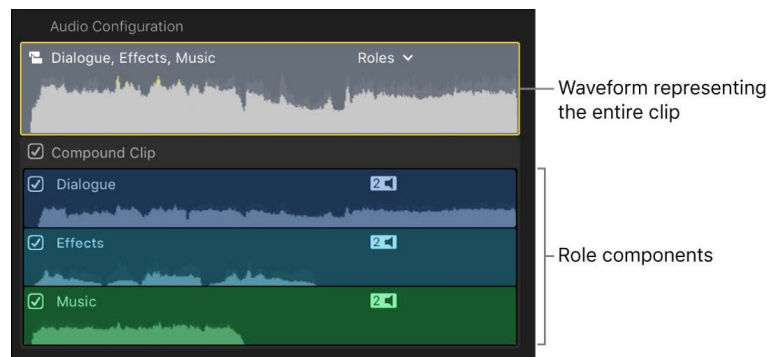 Audio Configuration
Dialogue, Effects, Music
Roles
Waveform representing
the entire clip
Compound Clip
Dialogue
2
Effects
2
Role components
Music
2